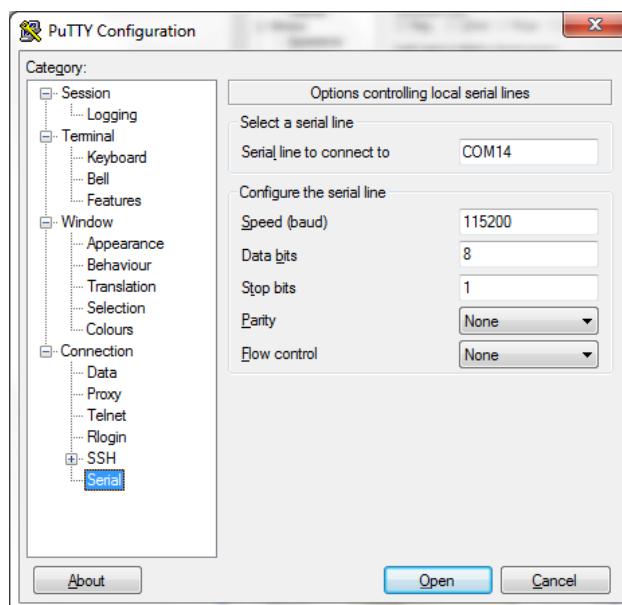 PuTTY Configuration
Category:
Session
Logging
Terminal
Keyboard
Bell
Features
Window
Appearance
Behaviour
Translation
Selection
Colours
Connection
Data
Proxy
Telnet
Rlogin
SSH
Serial
Options controlling local serial lines
Select a serial line
Serial line to connect to COM14
Configure the serial line
Speed (baud) 115200
Data bits 8
Stop bits 1
Parity None
Flow control None
About Open Cancel